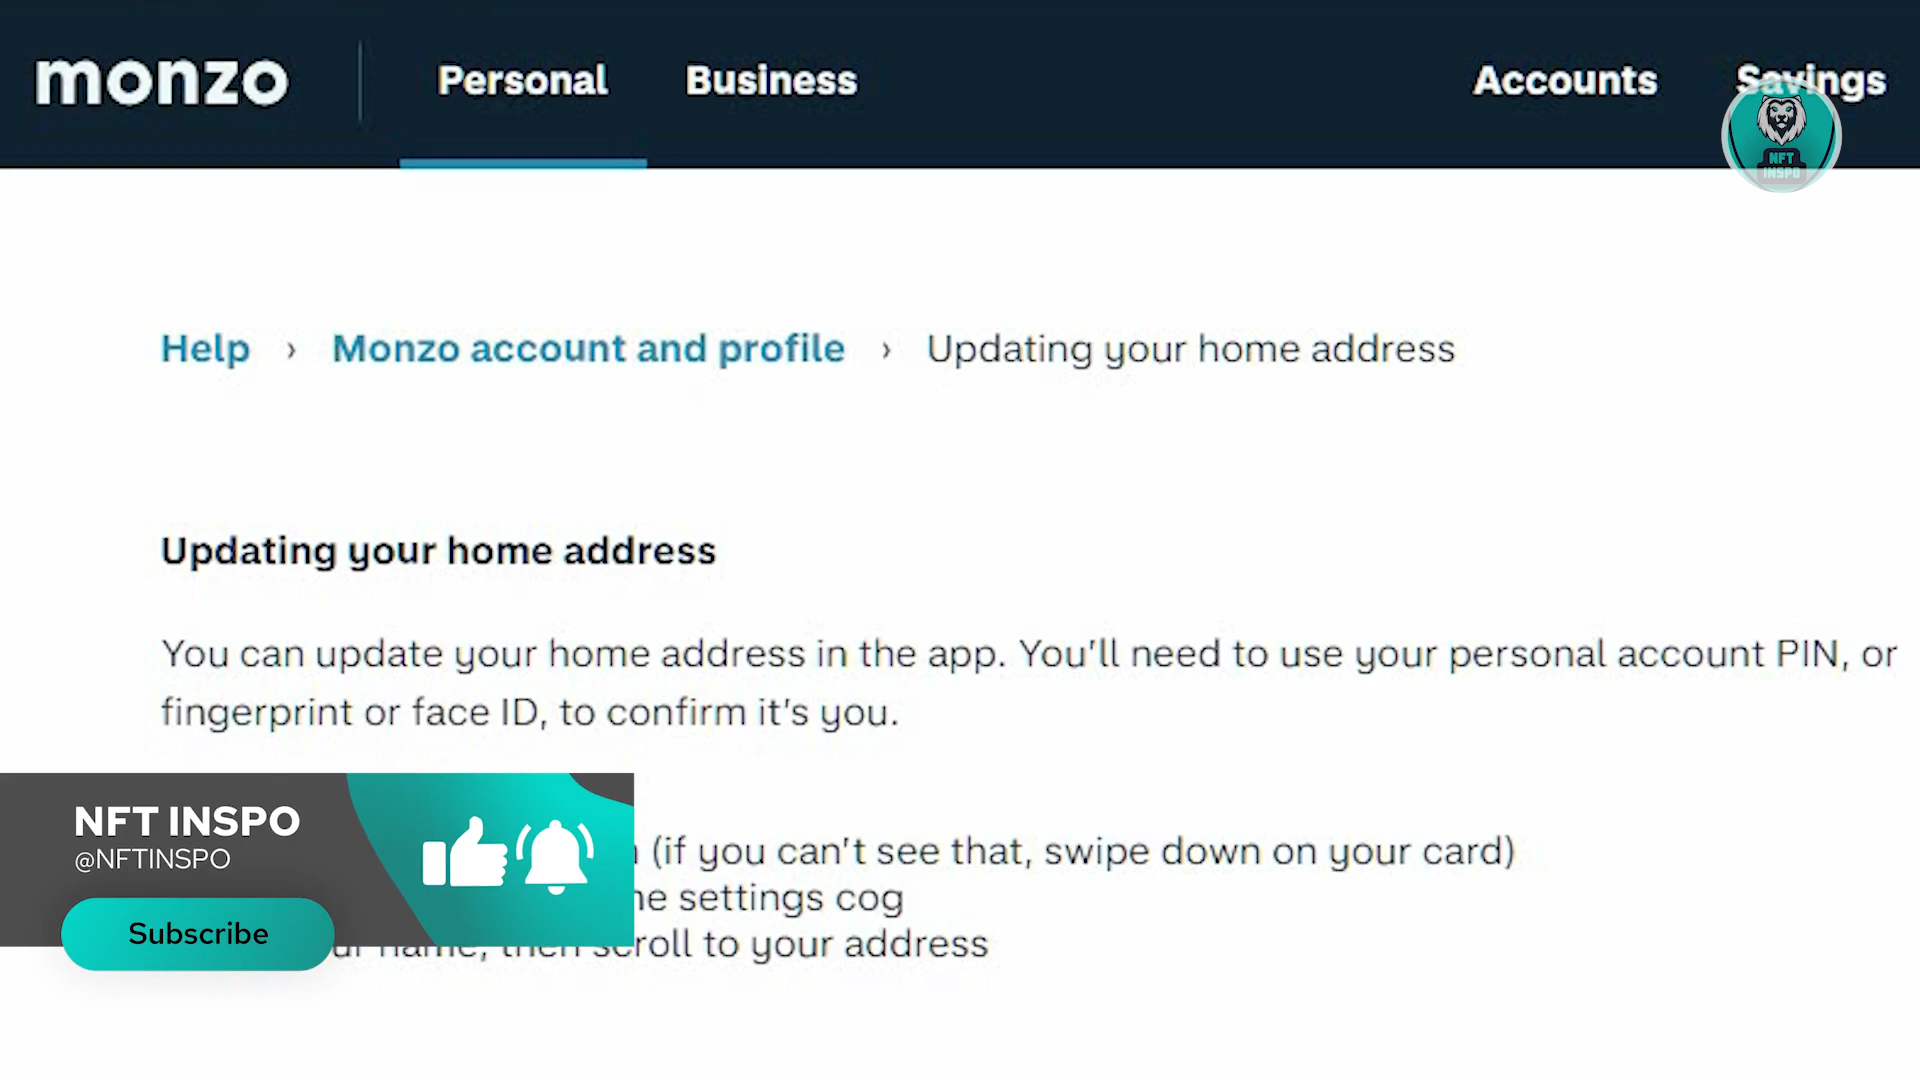 monzo
Personal Business Accounts Savings
NFT
INSPO
Help › Monzo account and profile › Updating your home address
Updating your home address
You can update your home address in the app. You'll need to use your personal account PIN, or
fingerprint or face ID, to confirm it's you.
NFT INSPO
@NFTINSPO
Subscribe
(if you can't see that, swipe down on your card)
settings cog
name, then scroll to your address